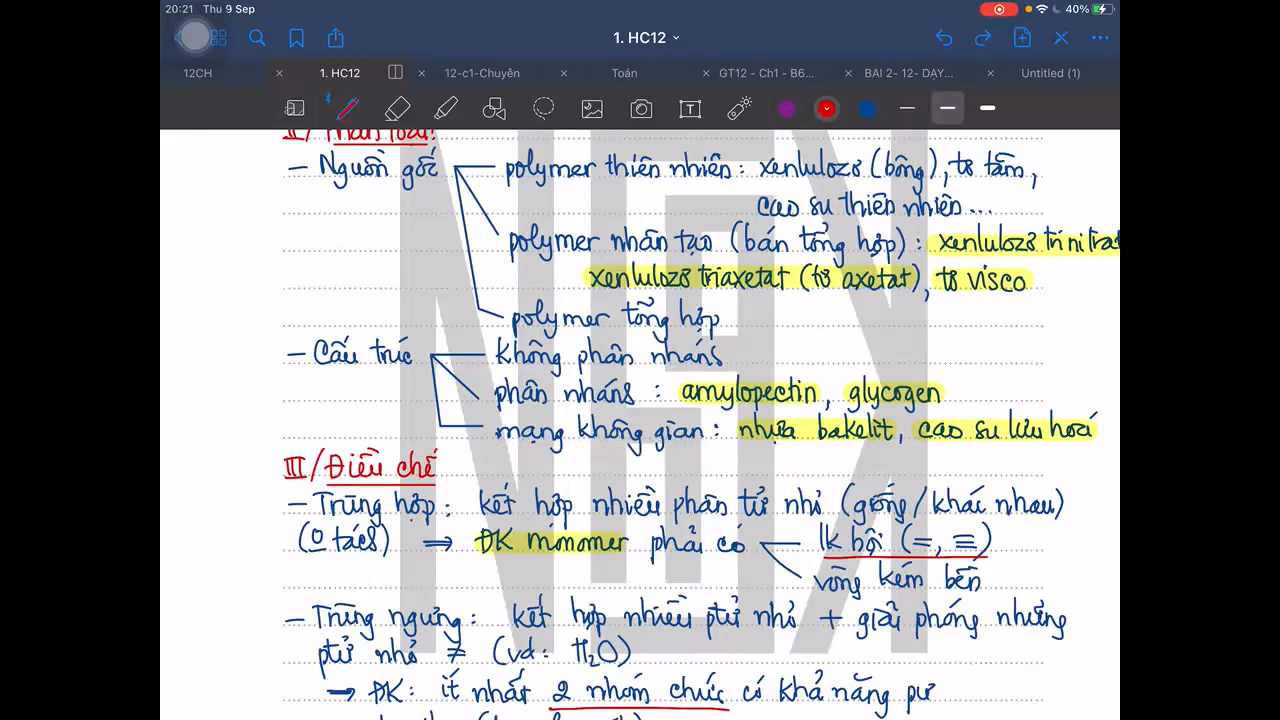 20:21 Thu 9 Sep
40%
1. HC12
12CH
1. HC12
12-c1-Chuyên
Toán
GT12 - Ch1 - B6...
BAI 2- 12- DAY...
Untitled (1)
II/ Phân loại:
- Nguồn gốc
polymer thiên nhiên: xenlulozơ (bông), tơ tằm,
cao su thiên nhiên...
polymer nhân tạo (bán tổng hợp): xenlulozơ trinitrat
xenlulozơ triaxetat (tơ axetat), tơ visco
polymer tổng hợp
- Cấu trúc
không phân nhánh
phân nhánh: amylopectin, glycogen
mạng không gian: nhựa bakelit, cao su lưu hoá
III/ Điều chế
- Trùng hợp: kết hợp nhiều phân tử nhỏ (giống/khác nhau)
(0 tách) ⇒ ĐK monomer phải có
lk bội (=, ≡)
vòng kém bền
- Trùng ngưng: kết hợp nhiều ptử nhỏ + giải phóng những
ptử nhỏ ≠ (vd: H₂O)
→ ĐK: ít nhất 2 nhóm chức có khả năng pư
NEK